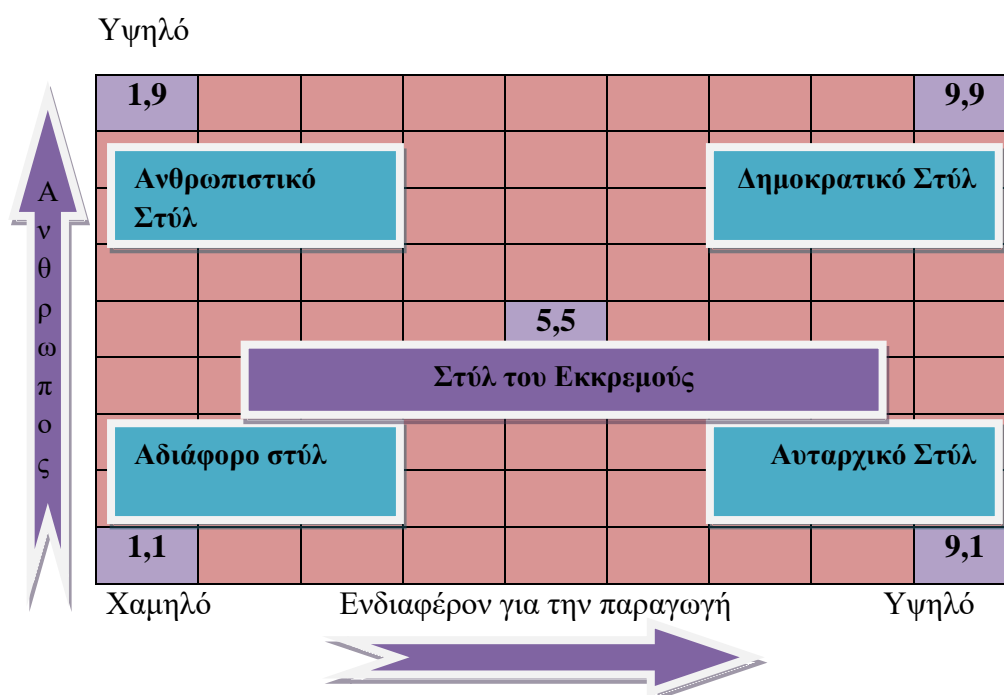 Υψηλό
1,9 9,9
Ανθρωπιστικό
Στύλ
Δημοκρατικό Στύλ
Ανθρωπος
5,5
Στύλ του Εκκρεμούς
Αδιάφορο στύλ
Αυταρχικό Στύλ
1,1 9,1
Χαμηλό Ενδιαφέρον για την παραγωγή Υψηλό